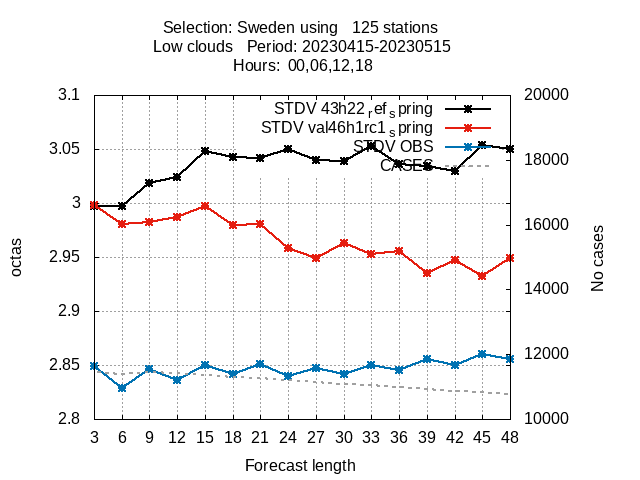 Selection: Sweden using   125 stations
Low clouds   Period: 20230415-20230515
Hours:  00,06,12,18
3.1
3.05
3
2.95
2.9
2.85
2.8
octas
20000
18000
16000
14000
12000
10000
No cases
STDV 43h22refspring
STDV val46h1rc1spring
STDV OBS
CASES
3 6 9 12 15 18 21 24 27 30 33 36 39 42 45 48
Forecast length